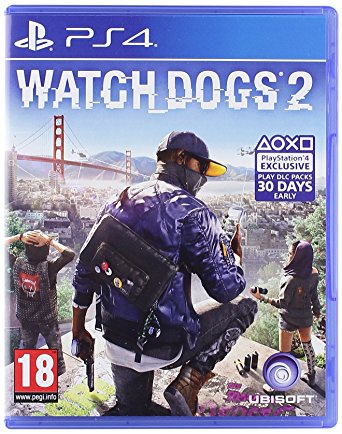 PS4
WATCH_DOGS 2
PlayStation 4
EXCLUSIVE
PLAY DLC PACKS
30 DAYS
EARLY
18
www.pegi.info
UBISOFT